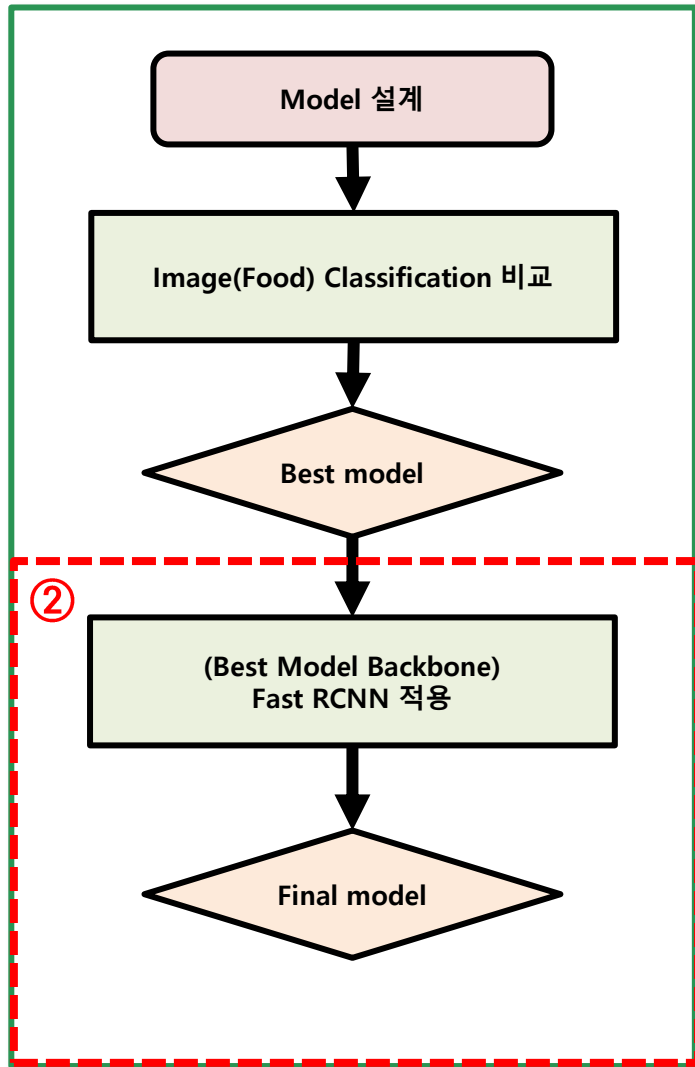 Model 설계
Image(Food) Classification 비교
Best model
②
(Best Model Backbone)
Fast RCNN 적용
Final model